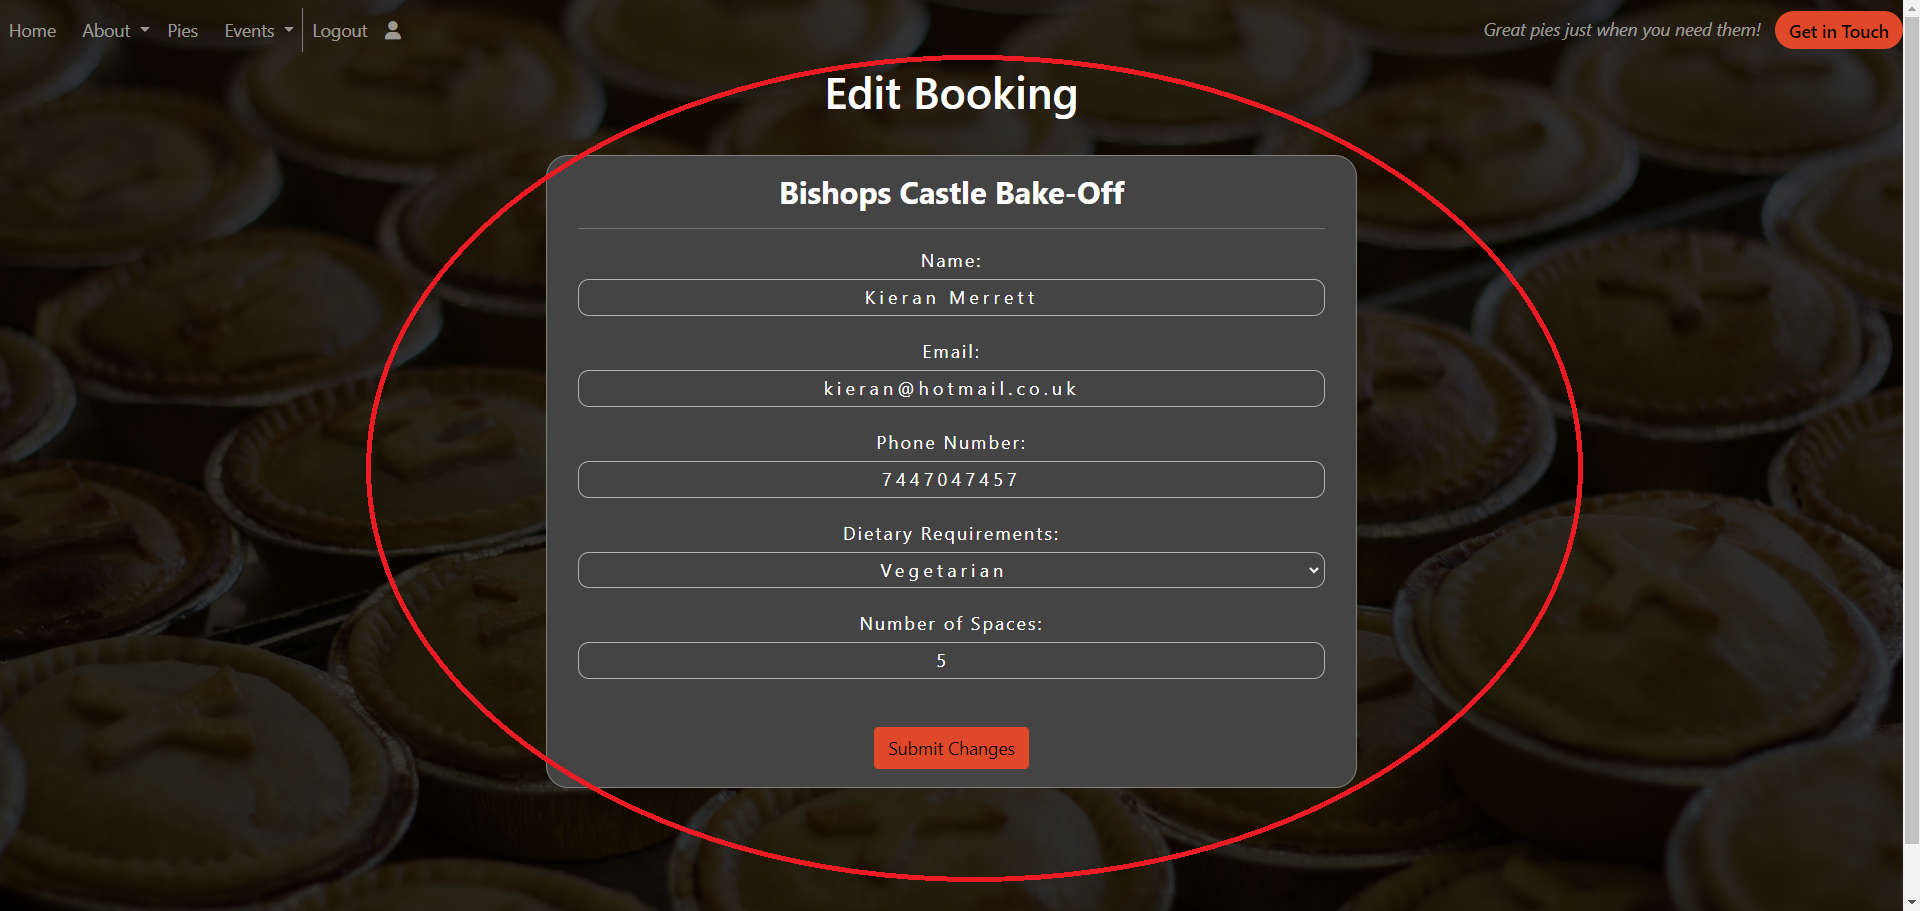 Home About Pies Events Logout Great pies just when you need them! Get in Touch
Edit Booking
Bishops Castle Bake-Off
Name:
Kieran Merrett
Email:
kieran@hotmail.co.uk
Phone Number:
7447047457
Dietary Requirements:
Vegetarian
Number of Spaces:
5
Submit Changes